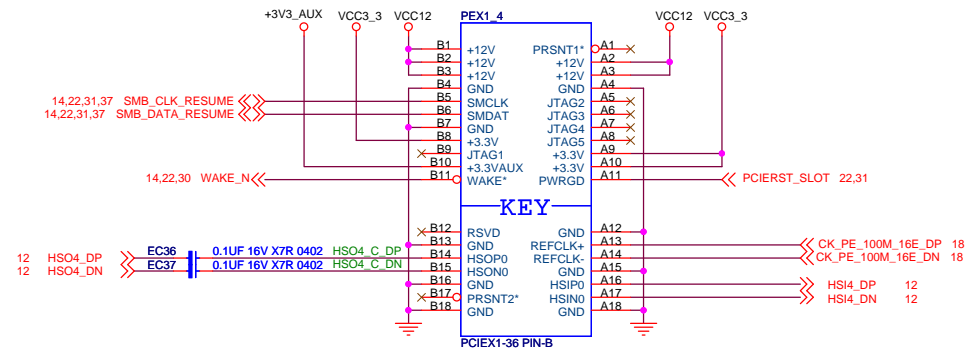 +3V3_AUX VCC3_3 VCC12 PEX1_4 VCC12 VCC3_3
B1 +12V PRSNT1* A1
B2 +12V +12V A2
B3 +12V +12V A3
B4 GND GND A4
14,22,31,37 SMB_CLK_RESUME B5 SMCLK JTAG2 A5
14,22,31,37 SMB_DATA_RESUME B6 SMDAT JTAG3 A6
B7 GND JTAG4 A7
B8 +3.3V JTAG5 A8
B9 JTAG1 +3.3V A9
B10 +3.3VAUX +3.3V A10
14,22,30 WAKE_N B11 WAKE* PWRGD A11 PCIERST_SLOT 22,31
KEY
B12 RSVD GND A12
B13 GND REFCLK+ A13 CK_PE_100M_16E_DP 18
12 HSO4_DP EC36 0.1UF 16V X7R 0402 HSO4_C_DP B14 HSOP0 REFCLK- A14 CK_PE_100M_16E_DN 18
12 HSO4_DN EC37 0.1UF 16V X7R 0402 HSO4_C_DN B15 HSON0 GND A15
B16 GND HSIP0 A16 HSI4_DP 12
B17 PRSNT2* HSIN0 A17 HSI4_DN 12
B18 GND GND A18
PCIEX1-36 PIN-B